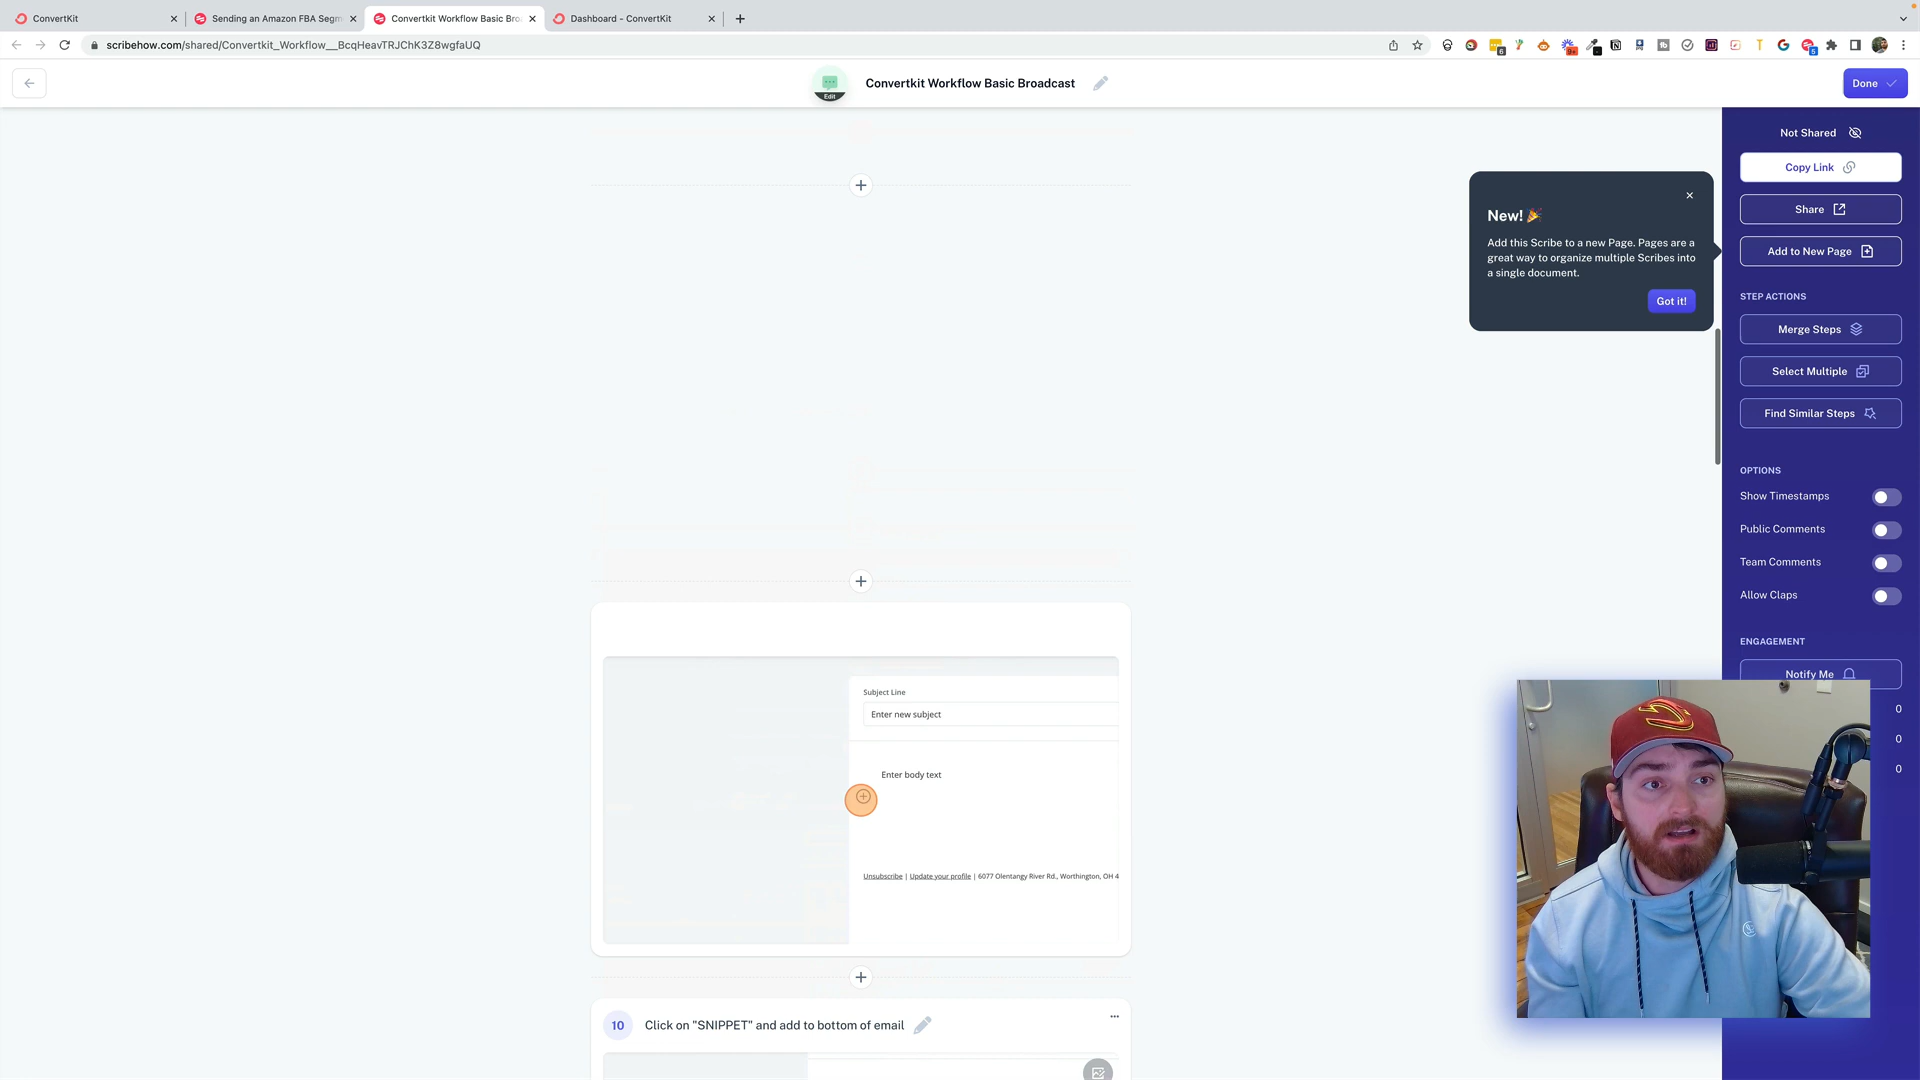 ConvertKit
Sending an Amazon FBA Segm
Convertkit Workflow Basic Bro
Dashboard - ConvertKit
scribehow.com/shared/Convertkit_Workflow__BcqHeavTRJChK3Z8wgfaUQ
Edit
Convertkit Workflow Basic Broadcast
Done
Not Shared
Copy Link
Share
Add to New Page
New! 🎉
Add this Scribe to a new Page. Pages are a
great way to organize multiple Scribes into
a single document.
Got it!
STEP ACTIONS
Merge Steps
Select Multiple
Find Similar Steps
OPTIONS
Show Timestamps
Public Comments
Team Comments
Allow Claps
ENGAGEMENT
Notify Me
0
0
0
Subject Line
Enter new subject
Enter body text
Unsubscribe | Update your profile | 6077 Olentangy River Rd., Worthington, OH 4
10
Click on "SNIPPET" and add to bottom of email